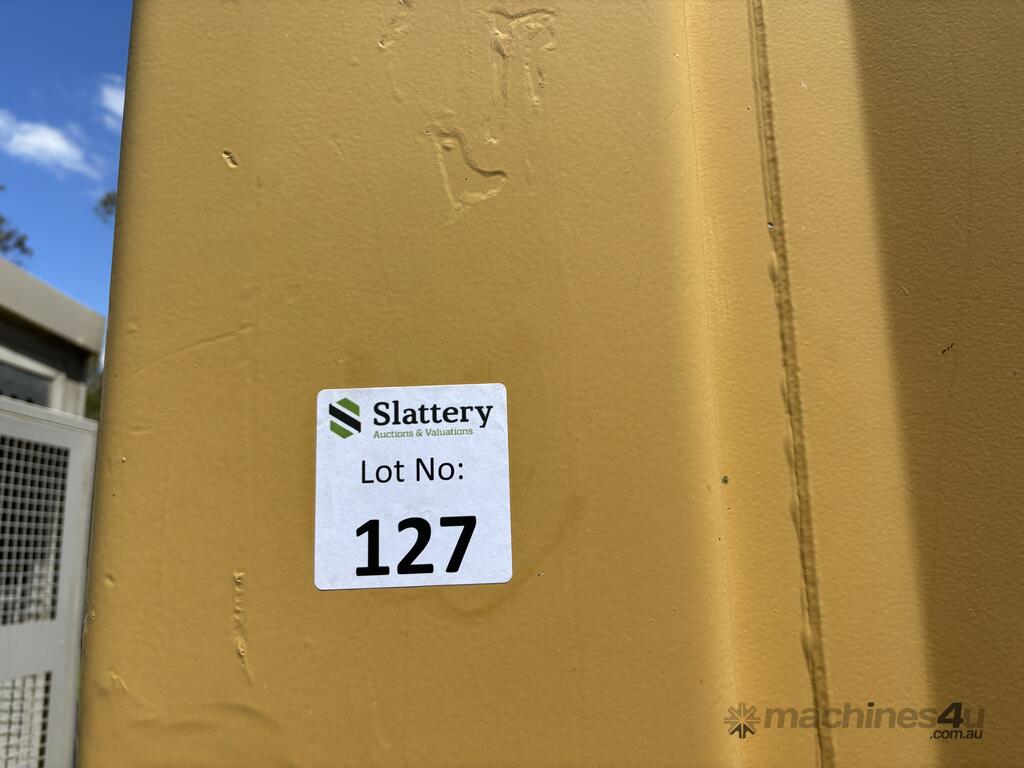 Slattery
Auctions & Valuations
Lot No:
127
machines4u
.com.au